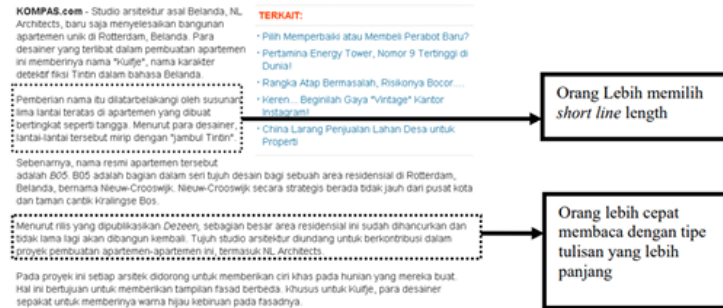 KOMPAS.com - Studio arsitektur asal Belanda, NL
Architects, baru saja menyelesaikan bangunan
apartemen unik di Rotterdam, Belanda. Para
desainer yang terlibat dalam pembuatan apartemen
ini memberinya nama "Kuifje", nama karakter
detektif fiksi Tintin dalam bahasa Belanda.
Pemberian nama itu dilatarbelakangi oleh susunan
lima lantai teratas di apartemen yang dibuat
bertingkat seperti tangga. Menurut para desainer,
lantai-lantai tersebut mirip dengan "jambul Tintin".
TERKAIT:
Pilih Memperbaiki atau Membeli Perabot Baru?
Pertamina Energy Tower, Nomor 9 Tertinggi di
Dunia!
Rangka Atap Bermasalah, Risikonya Bocor....
Keren... Beginilah Gaya "Vintage" Kantor
Instagram!
China Larang Penjualan Lahan Desa untuk
Properti
Orang Lebih memilih
short line length
Sebenarnya, nama resmi apartemen tersebut
adalah B05. B05 adalah bagian dalam seri tujuh desain bagi sebuah area residensial di Rotterdam,
Belanda, bernama Nieuw-Crooswijk. Nieuw-Crooswijk secara strategis berada tidak jauh dari pusat kota
dan taman cantik Kralingse Bos.
Menurut rilis yang dipublikasikan Dezeen, sebagian besar area residensial ini sudah dihancurkan dan
tidak lama lagi akan dibangun kembali. Tujuh studio arsitektur diundang untuk berkontribusi dalam
proyek pembuatan apartemen-apartemen ini, termasuk NL Architects.
Orang lebih cepat
membaca dengan tipe
tulisan yang lebih
panjang
Pada proyek ini setiap arsitek didorong untuk memberikan ciri khas pada hunian yang mereka buat.
Hal ini bertujuan untuk memberikan tampilan fasad berbeda. Khusus untuk Kuifje, para desainer
sepakat untuk memberinya warna hijau kebiruan pada fasadnya.